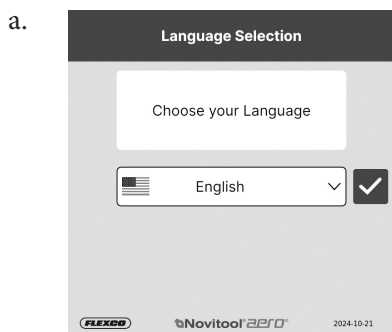 a.
Language Selection
Choose your Language
English
FLEXCO
Novitool® aero®
2024-10-21